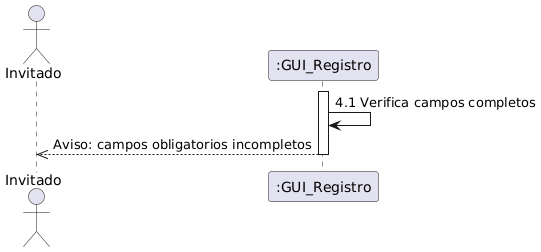 Invitado
:GUI_Registro
4.1 Verifica campos completos
Aviso: campos obligatorios incompletos
Invitado
:GUI_Registro